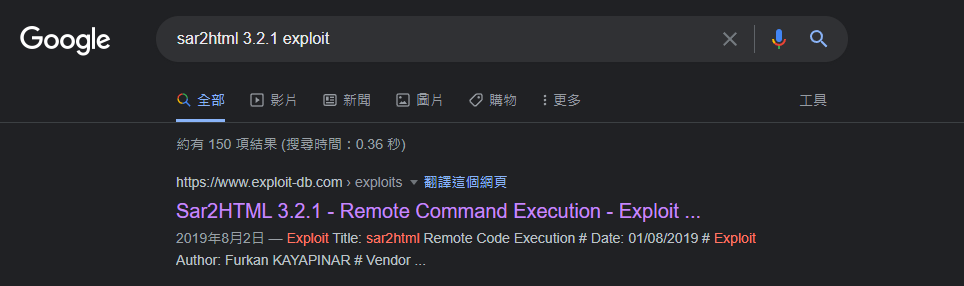 Google
sar2html 3.2.1 exploit
全部 影片 新聞 圖片 購物 更多 工具
約有 150 項結果 (搜尋時間：0.36 秒)
https://www.exploit-db.com › exploits 翻譯這個網頁
Sar2HTML 3.2.1 - Remote Command Execution - Exploit ...
2019年8月2日 — Exploit Title: sar2html Remote Code Execution # Date: 01/08/2019 # Exploit
Author: Furkan KAYAPINAR # Vendor ...